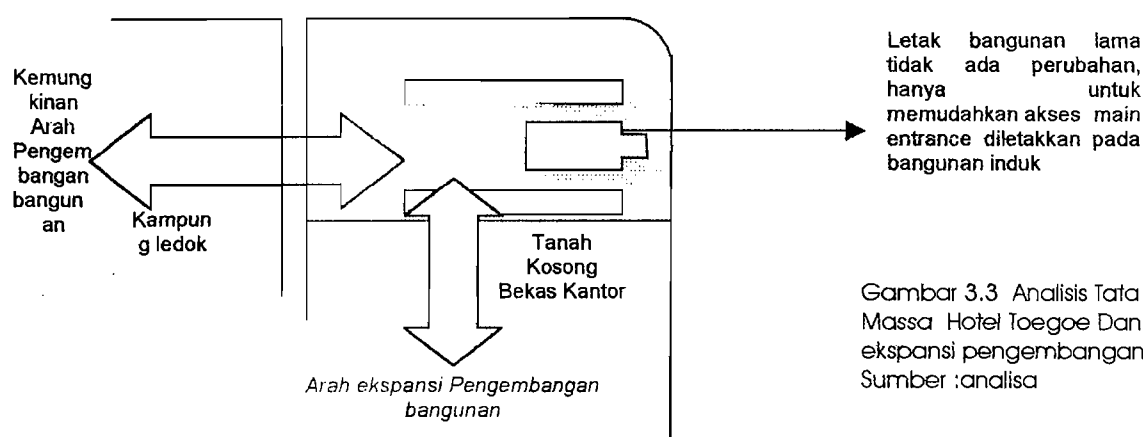 Kemung
kinan
Arah
Pengem
bangan
bangun
an
Kampun
g ledok
Tanah
Kosong
Bekas Kantor
Arah ekspansi Pengembangan
bangunan
Letak bangunan lama
tidak ada perubahan,
hanya untuk
memudahkan akses main
entrance diletakkan pada
bangunan induk
Gambar 3.3 Analisis Tata
Massa Hotel Toegoe Dan
ekspansi pengembangan
Sumber :analisa